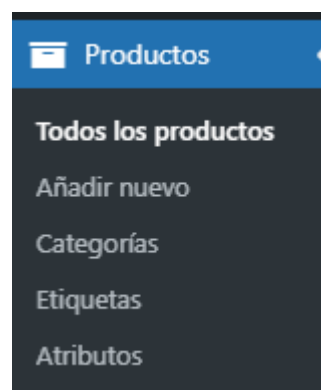 Productos
Todos los productos
Añadir nuevo
Categorías
Etiquetas
Atributos